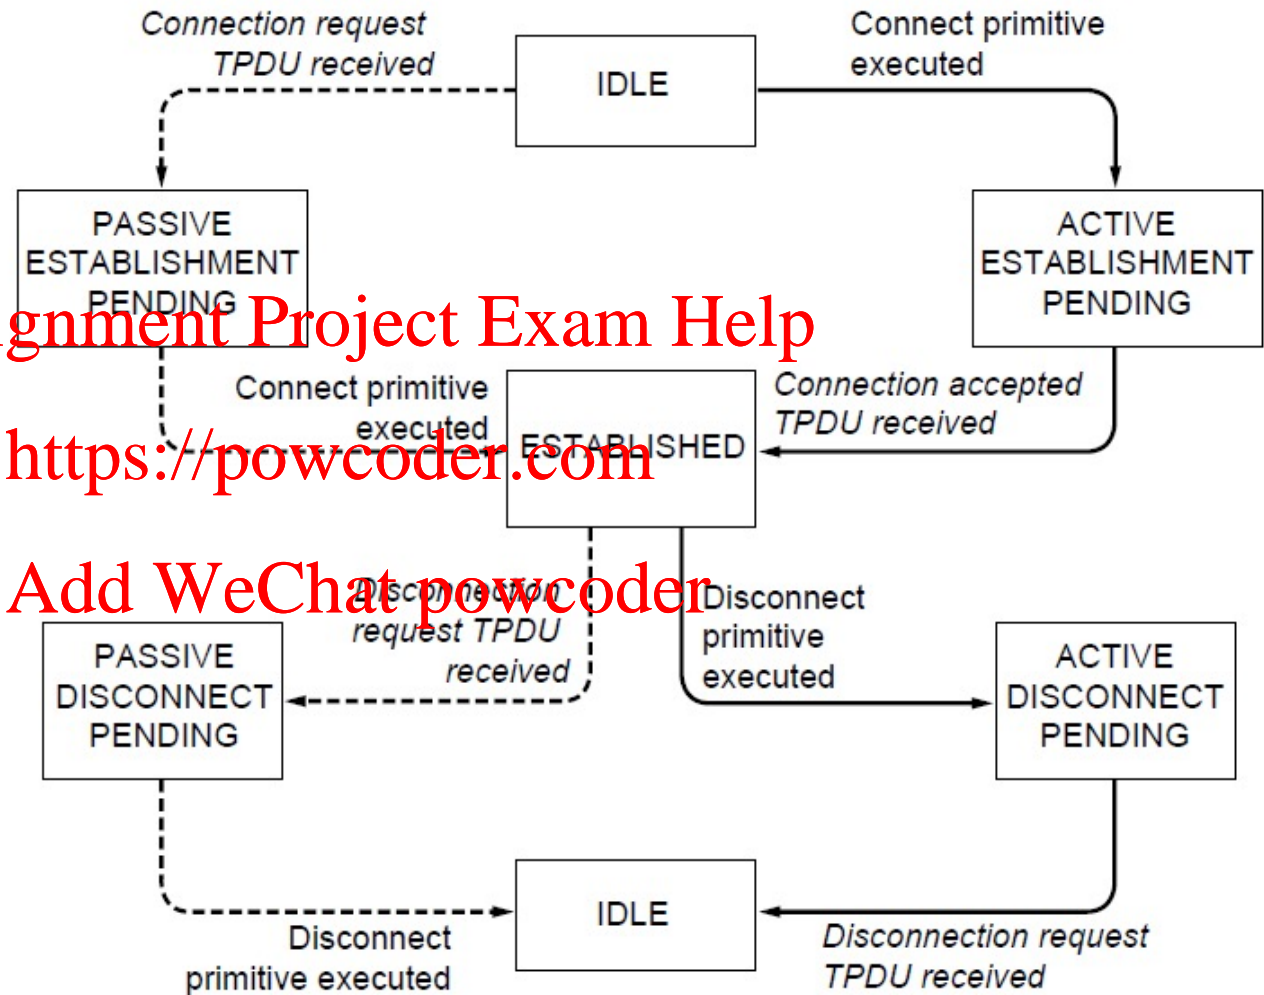 Connection request
TPDU received
IDLE
Connect primitive
executed
PASSIVE
ESTABLISHMENT
PENDING
ACTIVE
ESTABLISHMENT
PENDING
gnment Project Exam Help
Connect primitive
executed
ESTABLISHED
Connection accepted
TPDU received
https://powcoder.com
Add WeChat powcoder
Disconnection
request TPDU
received
Disconnect
primitive
executed
PASSIVE
DISCONNECT
PENDING
ACTIVE
DISCONNECT
PENDING
IDLE
Disconnect
primitive executed
Disconnection request
TPDU received